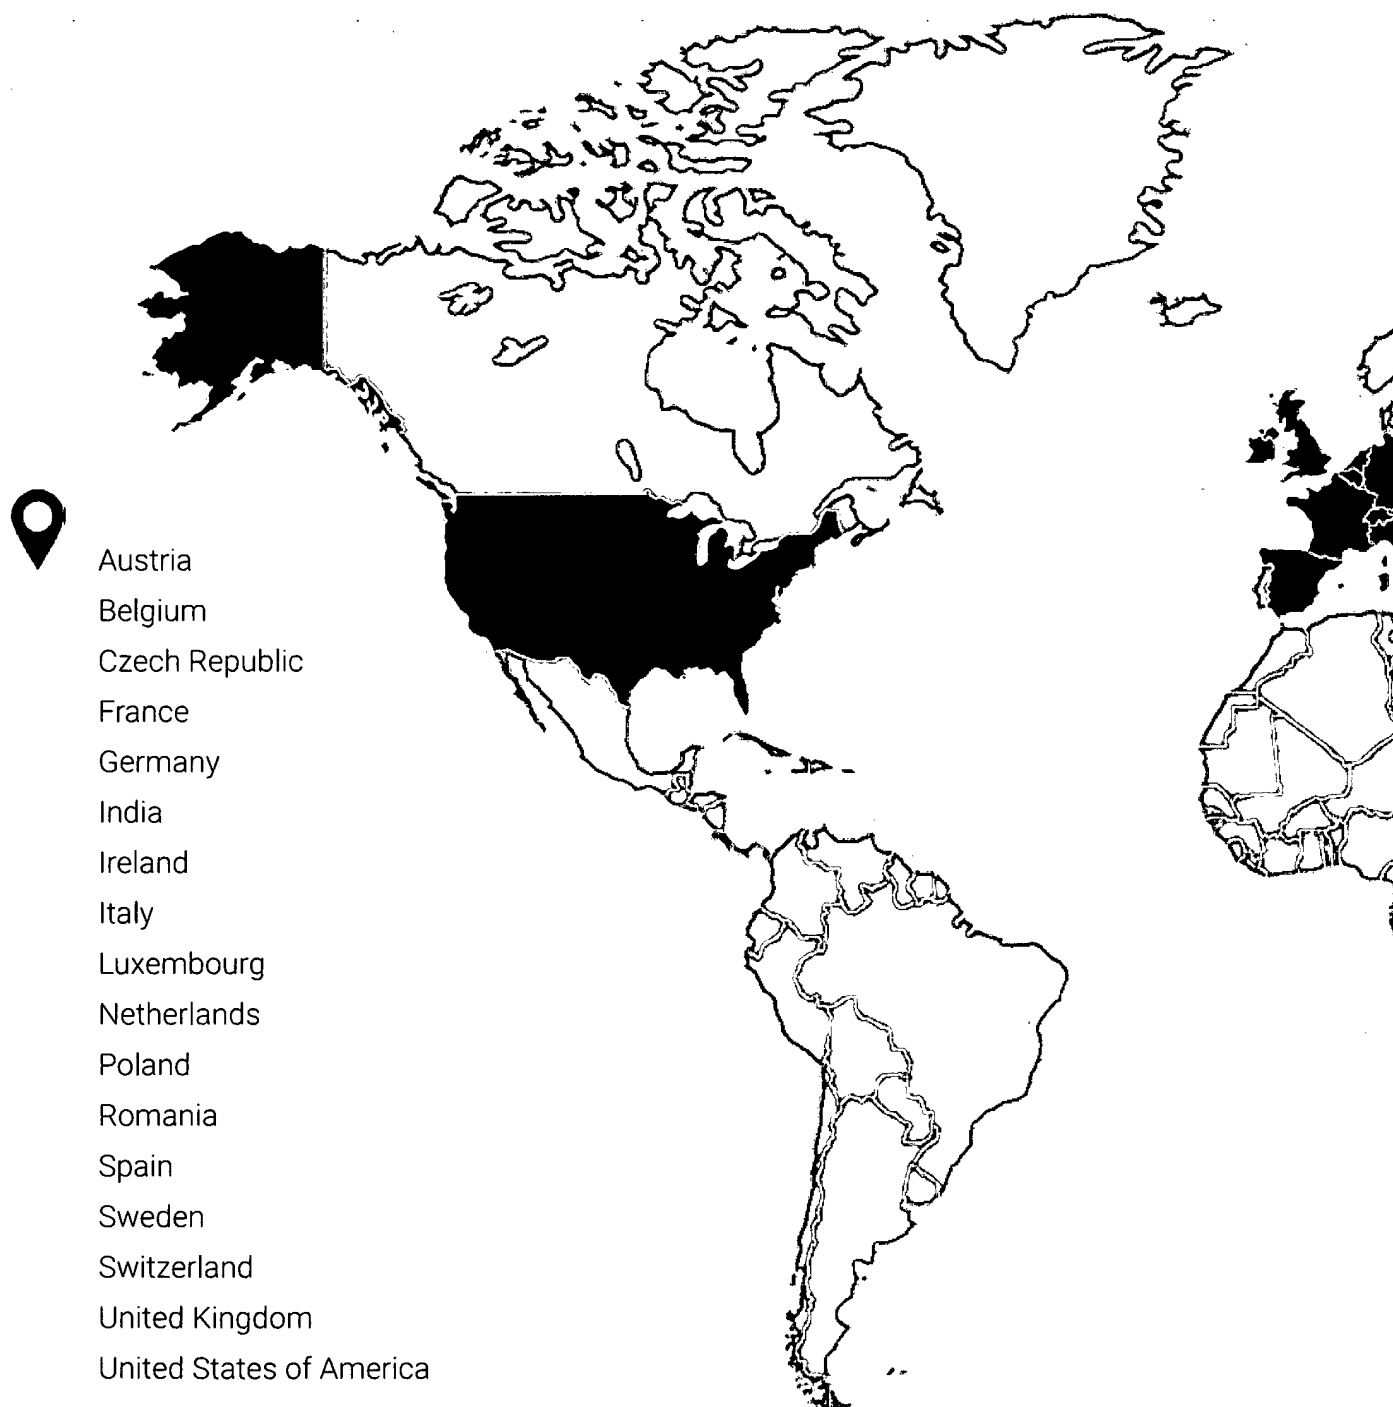 Austria
Belgium
Czech Republic
France
Germany
India
Ireland
Italy
Luxembourg
Netherlands
Poland
Romania
Spain
Sweden
Switzerland
United Kingdom
United States of America